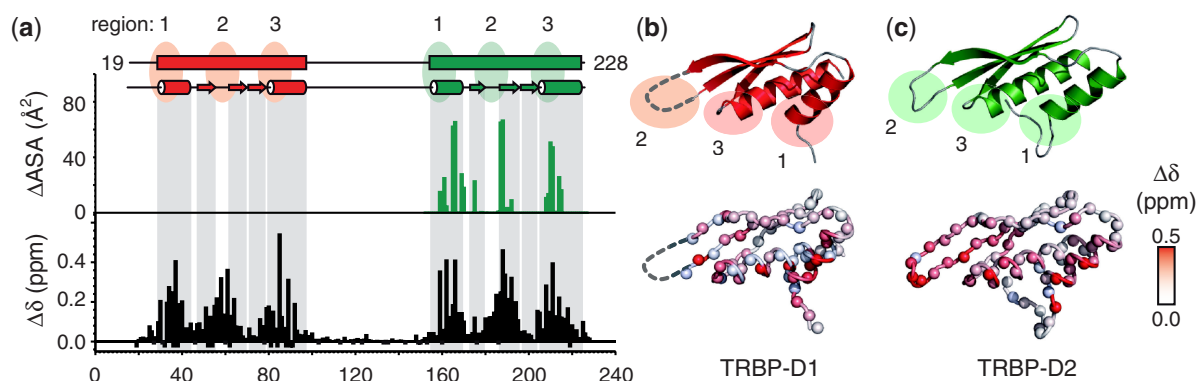 (a) region: 1 2 3 1 2 3
19 228
80
40
0
ΔASA (Å²)
0.4
0.2
0.0
Δδ (ppm)
0 40 80 120 160 200 240
(b)
2
3
1
TRBP-D1
(c)
2
3
1
TRBP-D2
Δδ
(ppm)
0.5
0.0